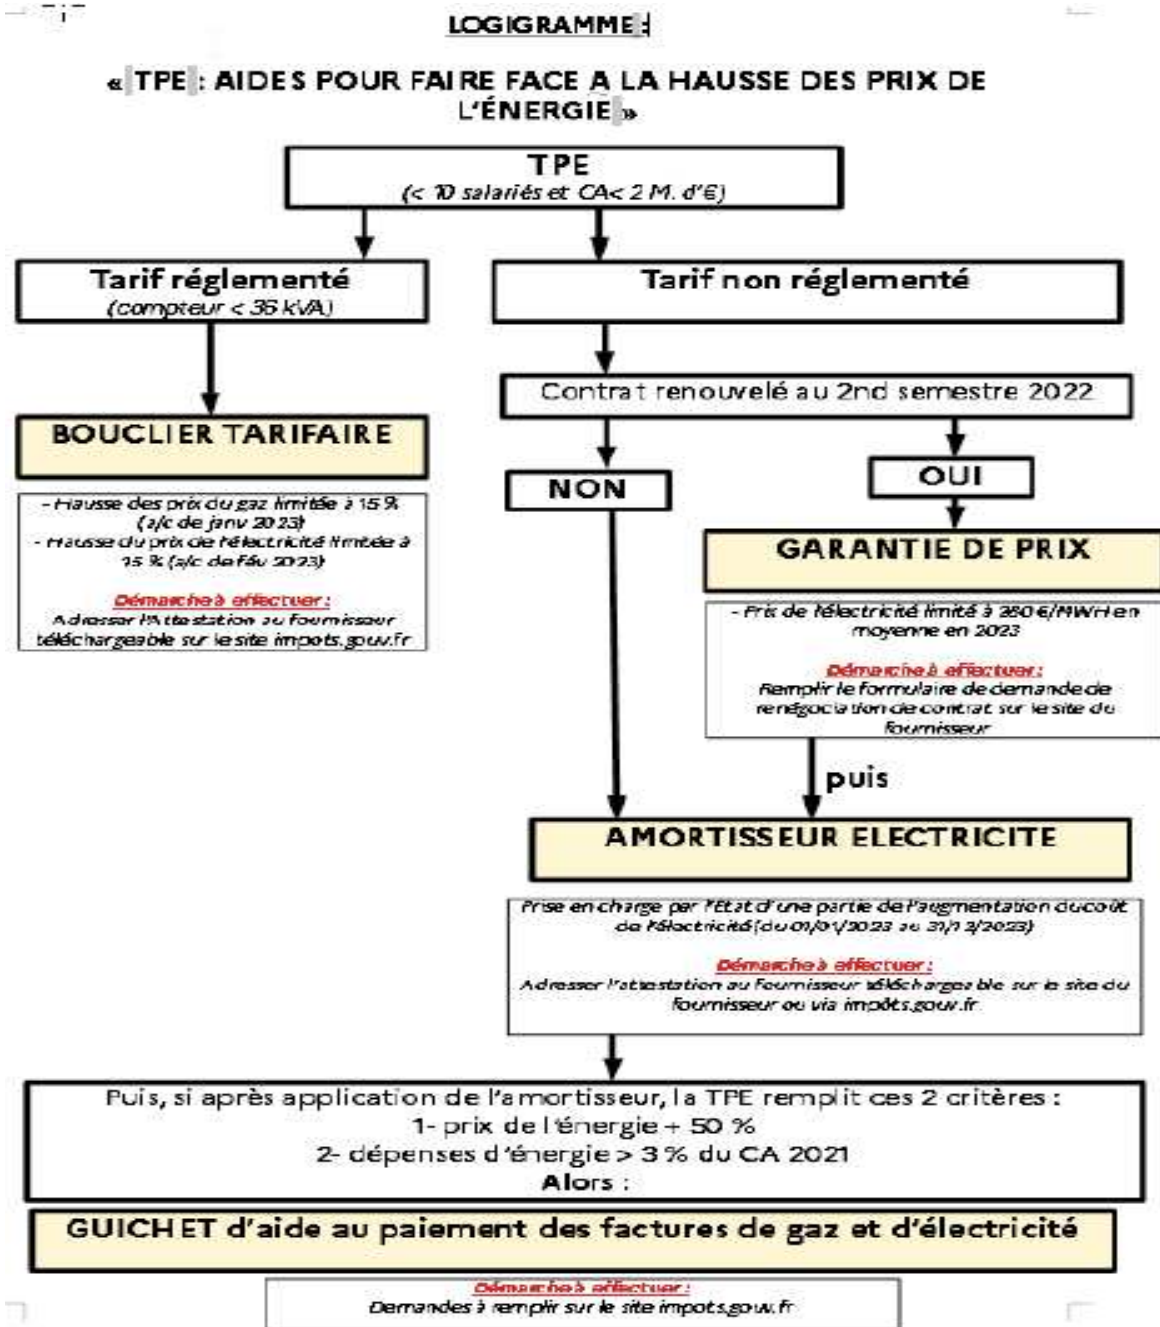 LOGIGRAMME :
« TPE : AIDES POUR FAIRE FACE A LA HAUSSE DES PRIX DE
L'ÉNERGIE »
TPE
(< 10 salariés et CA< 2 M. d'€)
Tarif réglementé
(compteur < 36 kVA)
Tarif non réglementé
Contrat renouvelé au 2nd semestre 2022
BOUCLIER TARIFAIRE
- Hausse des prix du gaz limitée à 15 %
(a/c de janv 2023)
- Hausse du prix de l'électricité limitée à
15 % (a/c de fév 2023)
Démarche à effectuer :
Adresser l'Attestation au fournisseur
téléchargeable sur le site impots.gouv.fr
NON
OUI
GARANTIE DE PRIX
- Prix de l'électricité limité à 280 €/MWH en
moyenne en 2023
Démarche à effectuer :
Remplir le formulaire de demande de
renégociation de contrat sur le site du
fournisseur
puis
AMORTISSEUR ELECTRICITE
Prise en charge par l'Etat d'une partie de l'augmentation du coût
de l'électricité (du 01/01/2023 au 31/12/2023)
Démarche à effectuer :
Adresser l'attestation au fournisseur téléchargeable sur le site du
fournisseur ou via impôts.gouv.fr
Puis, si après application de l'amortisseur, la TPE remplit ces 2 critères :
1- prix de l'énergie + 50 %
2- dépenses d'énergie > 3 % du CA 2021
Alors :
GUICHET d'aide au paiement des factures de gaz et d'électricité
Démarche à effectuer :
Demandes à remplir sur le site impots.gouv.fr